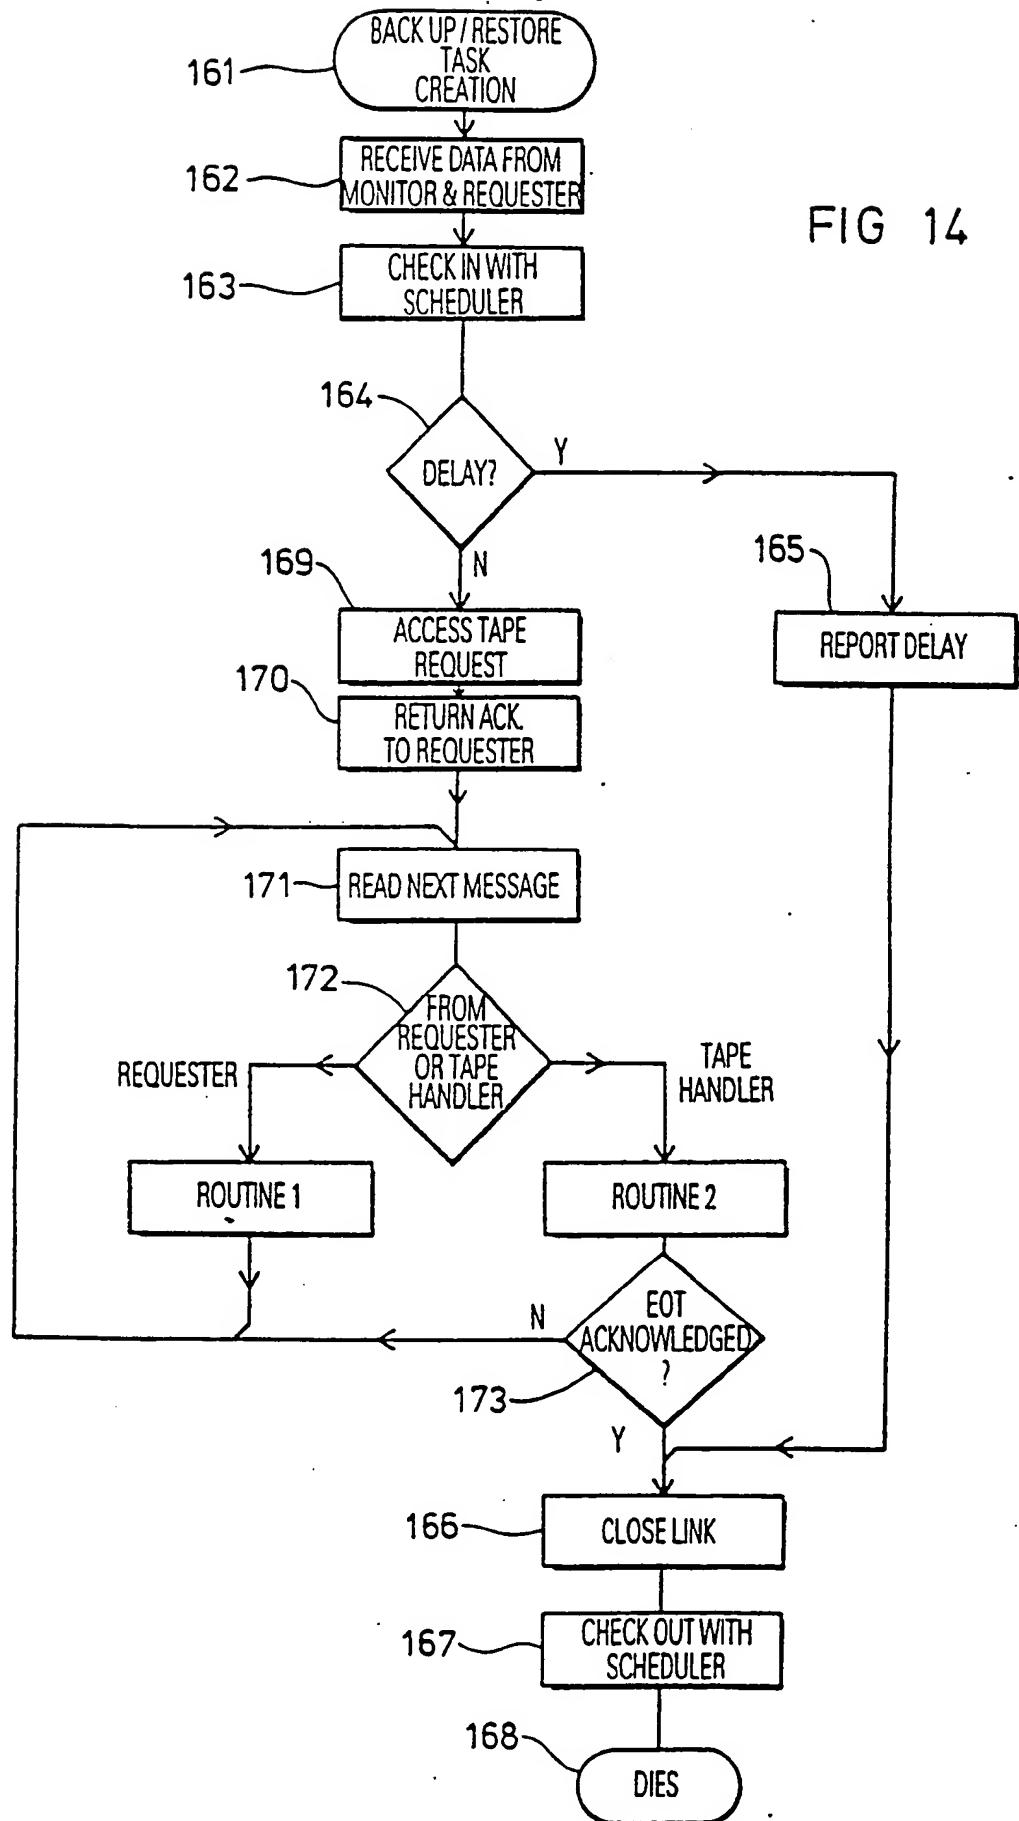 BACK UP / RESTORE
TASK
CREATION
161
RECEIVE DATA FROM
MONITOR & REQUESTER
162
FIG 14
CHECK IN WITH
SCHEDULER
163
164
DELAY?
Y
N
169
165
ACCESS TAPE
REQUEST
REPORT DELAY
170
RETURN ACK.
TO REQUESTER
171
READ NEXT MESSAGE
172
FROM
REQUESTER
OR TAPE
HANDLER
REQUESTER
TAPE
HANDLER
ROUTINE 1
ROUTINE 2
EOT
ACKNOWLEDGED
?
N
173
Y
166
CLOSE LINK
167
CHECK OUT WITH
SCHEDULER
168
DIES